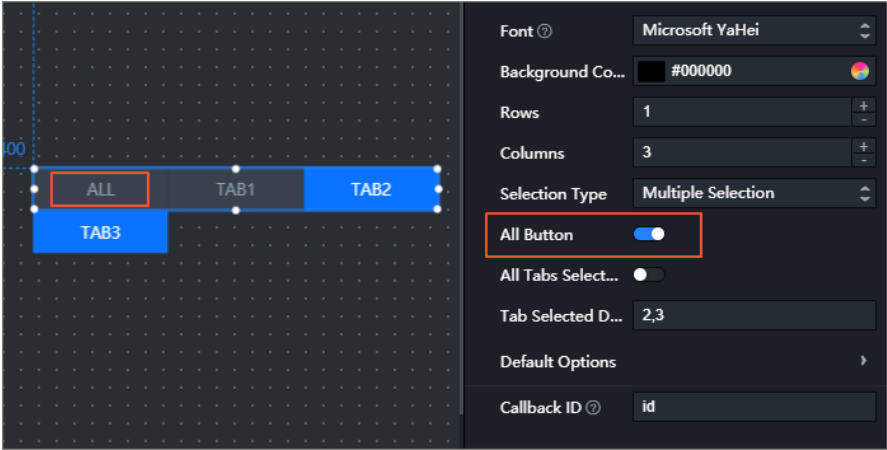 400
ALL TAB1 TAB2
TAB3
Font ?
Microsoft YaHei
Background Co...
#000000
Rows
1
+
-
Columns
3
+
-
Selection Type
Multiple Selection
All Button
All Tabs Select...
Tab Selected D...
2,3
Default Options
Callback ID ?
id